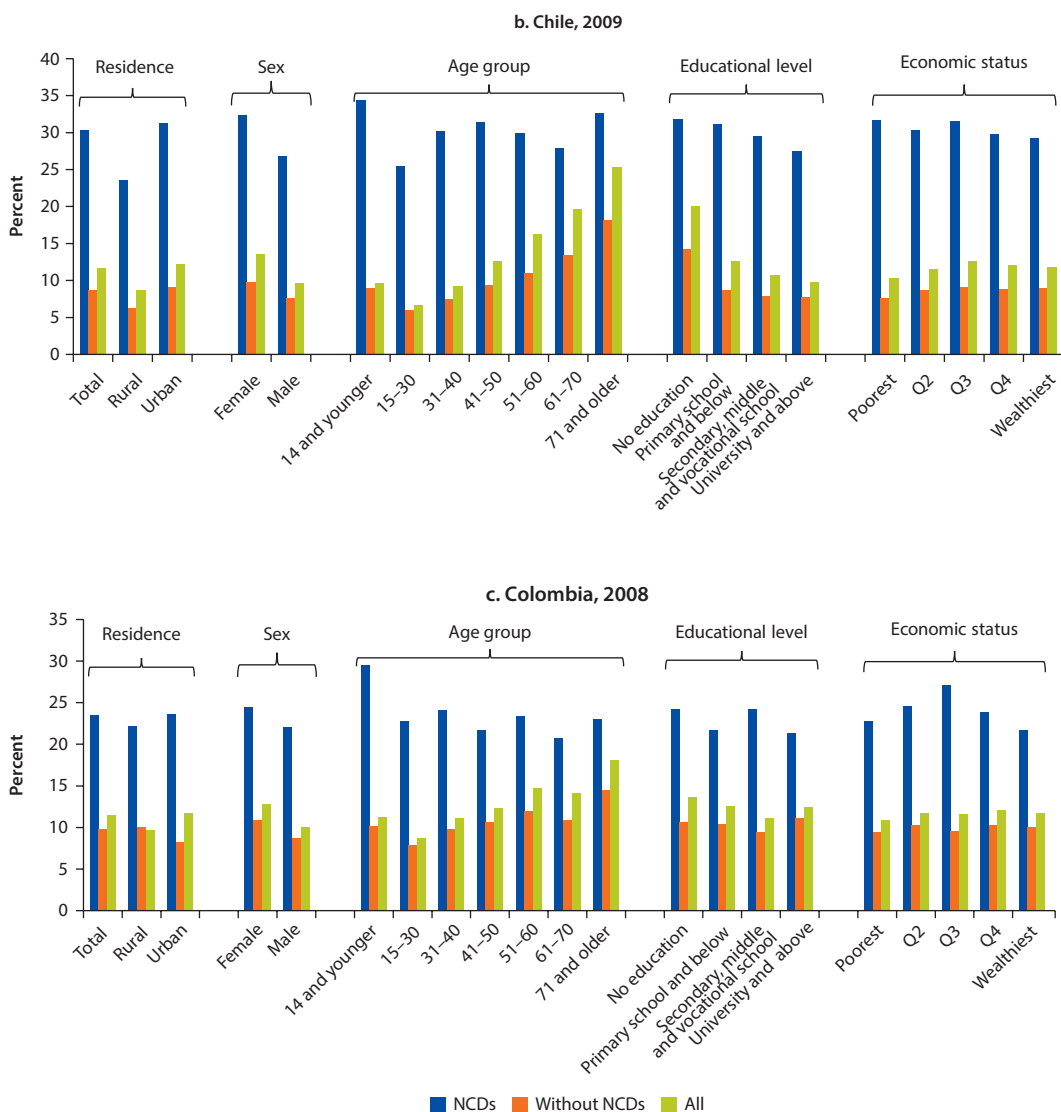 b. Chile, 2009
40
35
30
25
20
15
10
5
0
Percent
Residence
Sex
Age group
Educational level
Economic status
Total
Rural
Urban
Female
Male
14 and younger
15–30
31–40
41–50
51–60
61–70
71 and older
No education
Primary school
and below
Secondary, middle
and vocational school
University and above
Poorest
Q2
Q3
Q4
Wealthiest
c. Colombia, 2008
35
30
25
20
15
10
5
0
Percent
Residence
Sex
Age group
Educational level
Economic status
Total
Rural
Urban
Female
Male
14 and younger
15–30
31–40
41–50
51–60
61–70
71 and older
No education
Primary school and below
Secondary, middle
and vocational school
University and above
Poorest
Q2
Q3
Q4
Wealthiest
NCDs Without NCDs All